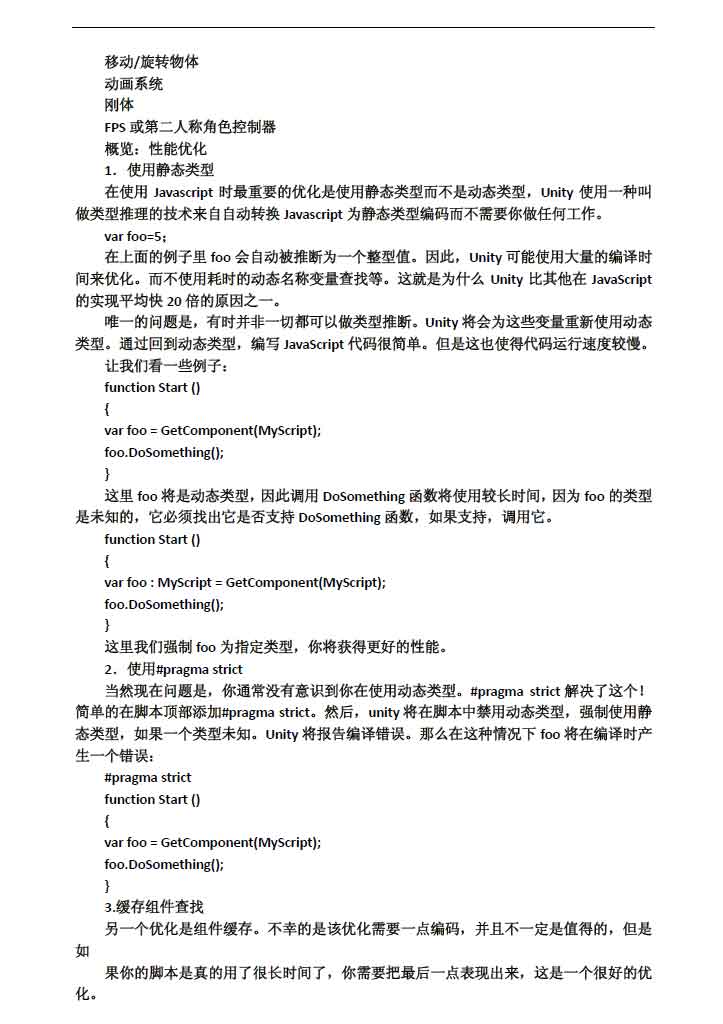 移动/旋转物体
动画系统
刚体
FPS 或第二人称角色控制器
概览：性能优化
1．使用静态类型
在使用 Javascript 时最重要的优化是使用静态类型而不是动态类型，Unity 使用一种叫
做类型推理的技术来自自动转换 Javascript 为静态类型编码而不需要你做任何工作。
var foo=5;
在上面的例子里 foo 会自动被推断为一个整型值。因此，Unity 可能使用大量的编译时
间来优化。而不使用耗时的动态名称变量查找等。这就是为什么 Unity 比其他在 JavaScript
的实现平均快 20 倍的原因之一。
唯一的问题是，有时并非一切都可以做类型推断。Unity 将会为这些变量重新使用动态
类型。通过回到动态类型，编写 JavaScript 代码很简单。但是这也使得代码运行速度较慢。
让我们看一些例子：
function Start ()
{
var foo = GetComponent(MyScript);
foo.DoSomething();
}
这里 foo 将是动态类型，因此调用 DoSomething 函数将使用较长时间，因为 foo 的类型
是未知的，它必须找出它是否支持 DoSomething 函数，如果支持，调用它。
function Start ()
{
var foo : MyScript = GetComponent(MyScript);
foo.DoSomething();
}
这里我们强制 foo 为指定类型，你将获得更好的性能。
2．使用#pragma strict
当然现在问题是，你通常没有意识到你在使用动态类型。#pragma strict 解决了这个！
简单的在脚本顶部添加#pragma strict。然后，unity 将在脚本中禁用动态类型，强制使用静
态类型，如果一个类型未知。Unity 将报告编译错误。那么在这种情况下 foo 将在编译时产
生一个错误：
#pragma strict
function Start ()
{
var foo = GetComponent(MyScript);
foo.DoSomething();
}
3.缓存组件查找
另一个优化是组件缓存。不幸的是该优化需要一点编码，并且不一定是值得的，但是
如
果你的脚本是真的用了很长时间了，你需要把最后一点表现出来，这是一个很好的优
化。